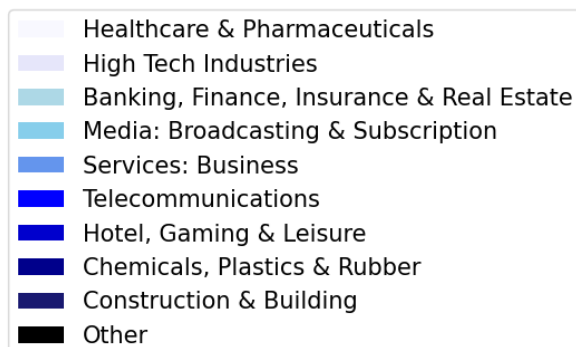 Healthcare & Pharmaceuticals
High Tech Industries
Banking, Finance, Insurance & Real Estate
Media: Broadcasting & Subscription
Services: Business
Telecommunications
Hotel, Gaming & Leisure
Chemicals, Plastics & Rubber
Construction & Building
Other